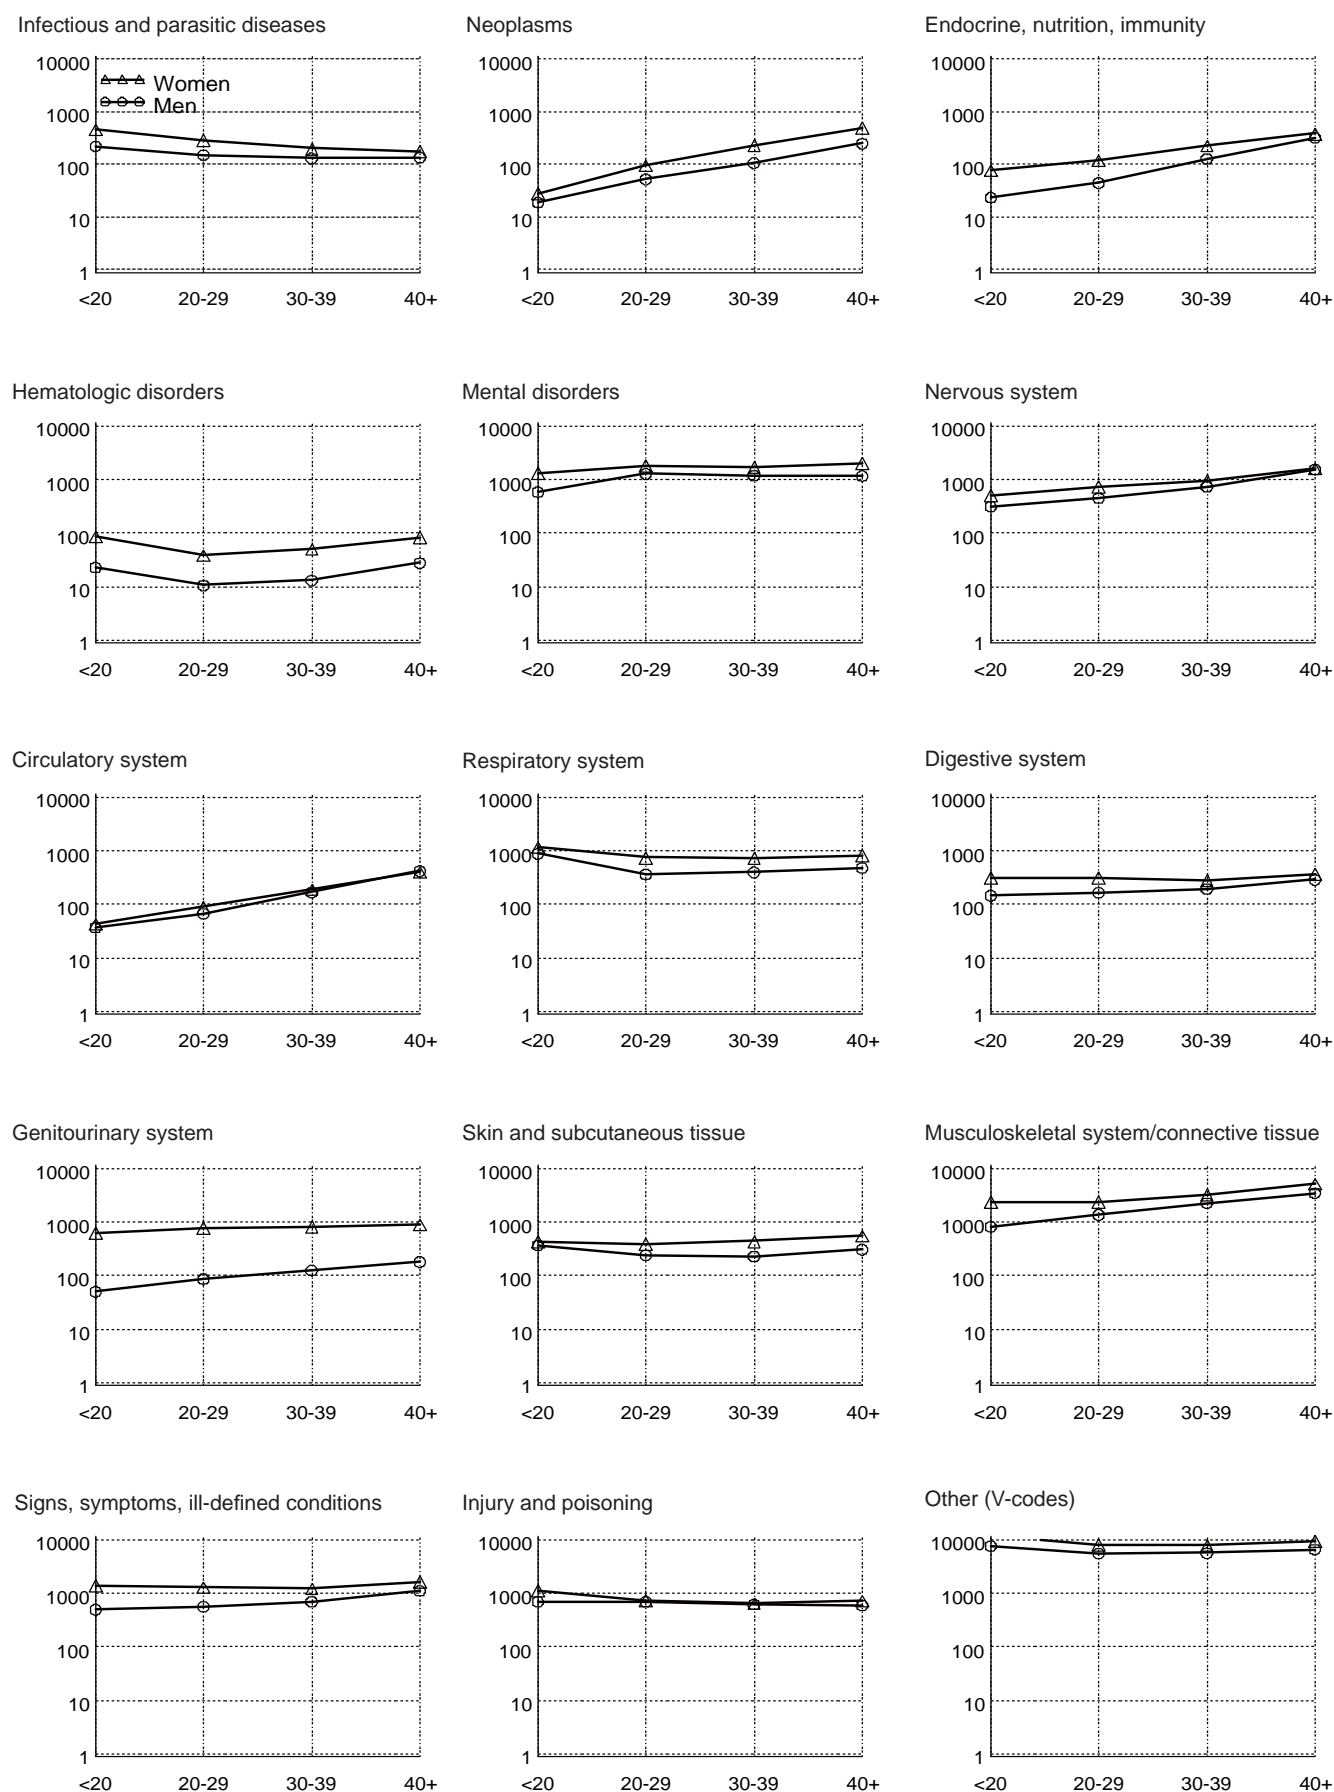 Infectious and parasitic diseases
10000
1000
100
10
1
Women
Men
<20 20-29 30-39 40+
Neoplasms
10000
1000
100
10
1
<20 20-29 30-39 40+
Endocrine, nutrition, immunity
10000
1000
100
10
1
<20 20-29 30-39 40+
Hematologic disorders
10000
1000
100
10
1
<20 20-29 30-39 40+
Mental disorders
10000
1000
100
10
1
<20 20-29 30-39 40+
Nervous system
10000
1000
100
10
1
<20 20-29 30-39 40+
Circulatory system
10000
1000
100
10
1
<20 20-29 30-39 40+
Respiratory system
10000
1000
100
10
1
<20 20-29 30-39 40+
Digestive system
10000
1000
100
10
1
<20 20-29 30-39 40+
Genitourinary system
10000
1000
100
10
1
<20 20-29 30-39 40+
Skin and subcutaneous tissue
10000
1000
100
10
1
<20 20-29 30-39 40+
Musculoskeletal system/connective tissue
10000
1000
100
10
1
<20 20-29 30-39 40+
Signs, symptoms, ill-defined conditions
10000
1000
100
10
1
<20 20-29 30-39 40+
Injury and poisoning
10000
1000
100
10
1
<20 20-29 30-39 40+
Other (V-codes)
10000
1000
100
10
1
<20 20-29 30-39 40+